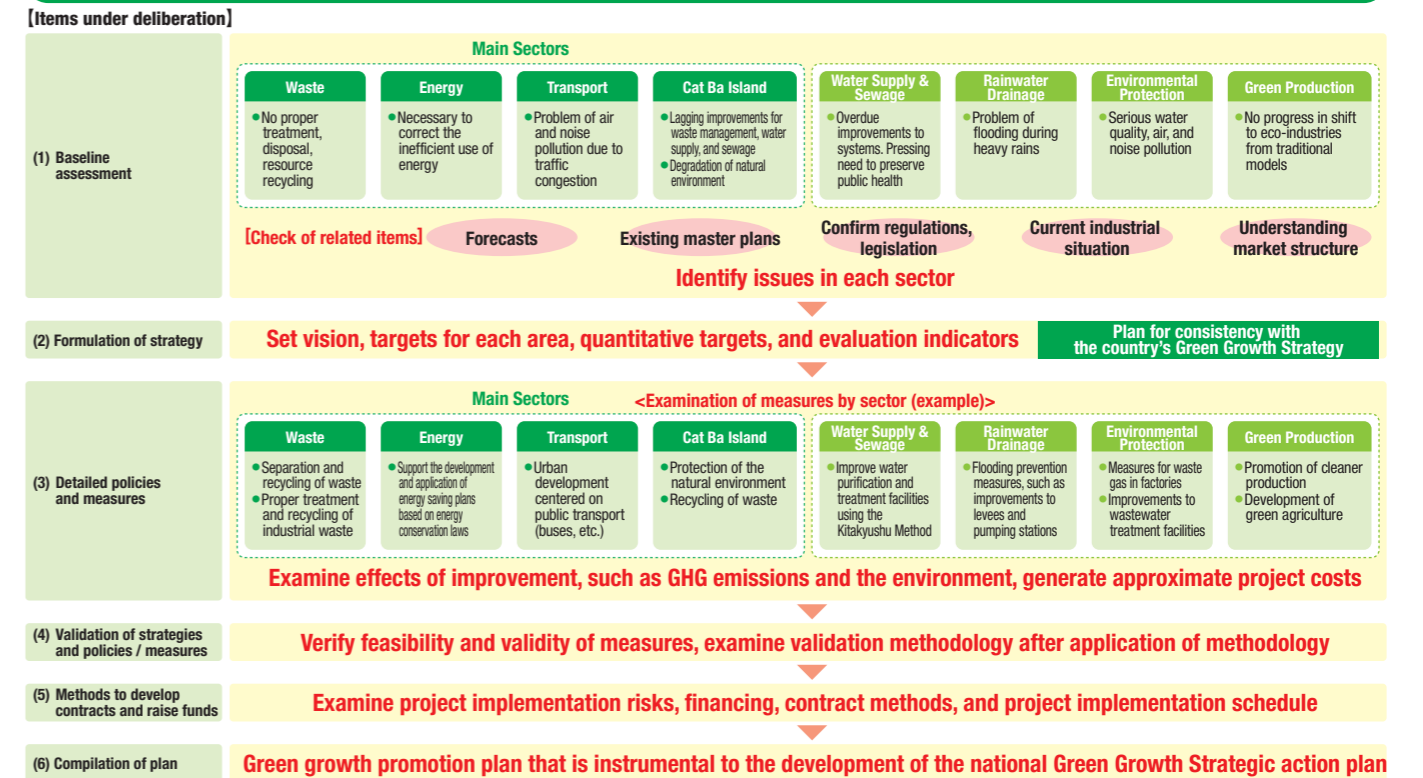 【Items under deliberation】
(1) Baseline
assessment
Main Sectors
Waste
●No proper
treatment,
disposal,
resource
recycling
Energy
●Necessary to
correct the
inefficient use of
energy
Transport
●Problem of air
and noise
pollution due to
traffic
congestion
Cat Ba Island
●Lagging improvements for
waste management, water
supply, and sewage
●Degradation of natural
environment
Water Supply &
Sewage
●Overdue
improvements to
systems. Pressing
need to preserve
public health
Rainwater
Drainage
●Problem of
flooding during
heavy rains
Environmental
Protection
●Serious water
quality, air, and
noise pollution
Green Production
●No progress in shift
to eco-industries
from traditional
models
[Check of related items]
Forecasts
Existing master plans
Confirm regulations,
legislation
Current industrial
situation
Understanding
market structure
Identify issues in each sector
(2) Formulation of strategy
Set vision, targets for each area, quantitative targets, and evaluation indicators
Plan for consistency with
the country's Green Growth Strategy
(3) Detailed policies
and measures
Main Sectors
<Examination of measures by sector (example)>
Waste
●Separation and
recycling of waste
●Proper treatment
and recycling of
industrial waste
Energy
●Support the development
and application of
energy saving plans
based on energy
conservation laws
Transport
●Urban
development
centered on
public transport
(buses, etc.)
Cat Ba Island
●Protection of the
natural environment
●Recycling of waste
Water Supply &
Sewage
●Improve water
purification and
treatment facilities
using the
Kitakyushu Method
Rainwater
Drainage
●Flooding prevention
measures, such as
improvements to
levees and
pumping stations
Environmental
Protection
●Measures for waste
gas in factories
●Improvements to
wastewater
treatment facilities
Green Production
●Promotion of cleaner
production
●Development of
green agriculture
Examine effects of improvement, such as GHG emissions and the environment, generate approximate project costs
(4) Validation of strategies
and policies / measures
Verify feasibility and validity of measures, examine validation methodology after application of methodology
(5) Methods to develop
contracts and raise funds
Examine project implementation risks, financing, contract methods, and project implementation schedule
(6) Compilation of plan
Green growth promotion plan that is instrumental to the development of the national Green Growth Strategic action plan